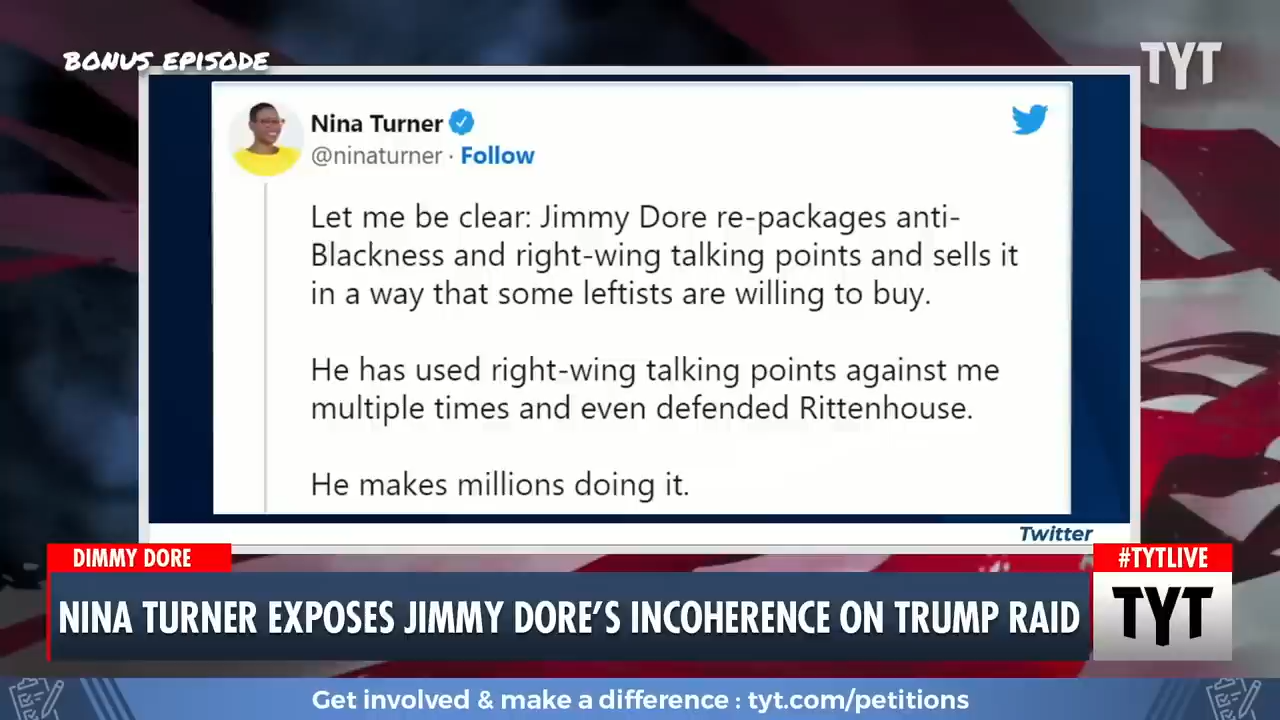 BONUS EPISODE
TYT
Nina Turner
@ninaturner · Follow
Let me be clear: Jimmy Dore re-packages anti-
Blackness and right-wing talking points and sells it
in a way that some leftists are willing to buy.
He has used right-wing talking points against me
multiple times and even defended Rittenhouse.
He makes millions doing it.
Twitter
DIMMY DORE
#TYTLIVE
NINA TURNER EXPOSES JIMMY DORE’S INCOHERENCE ON TRUMP RAID
TYT
Get involved & make a difference : tyt.com/petitions